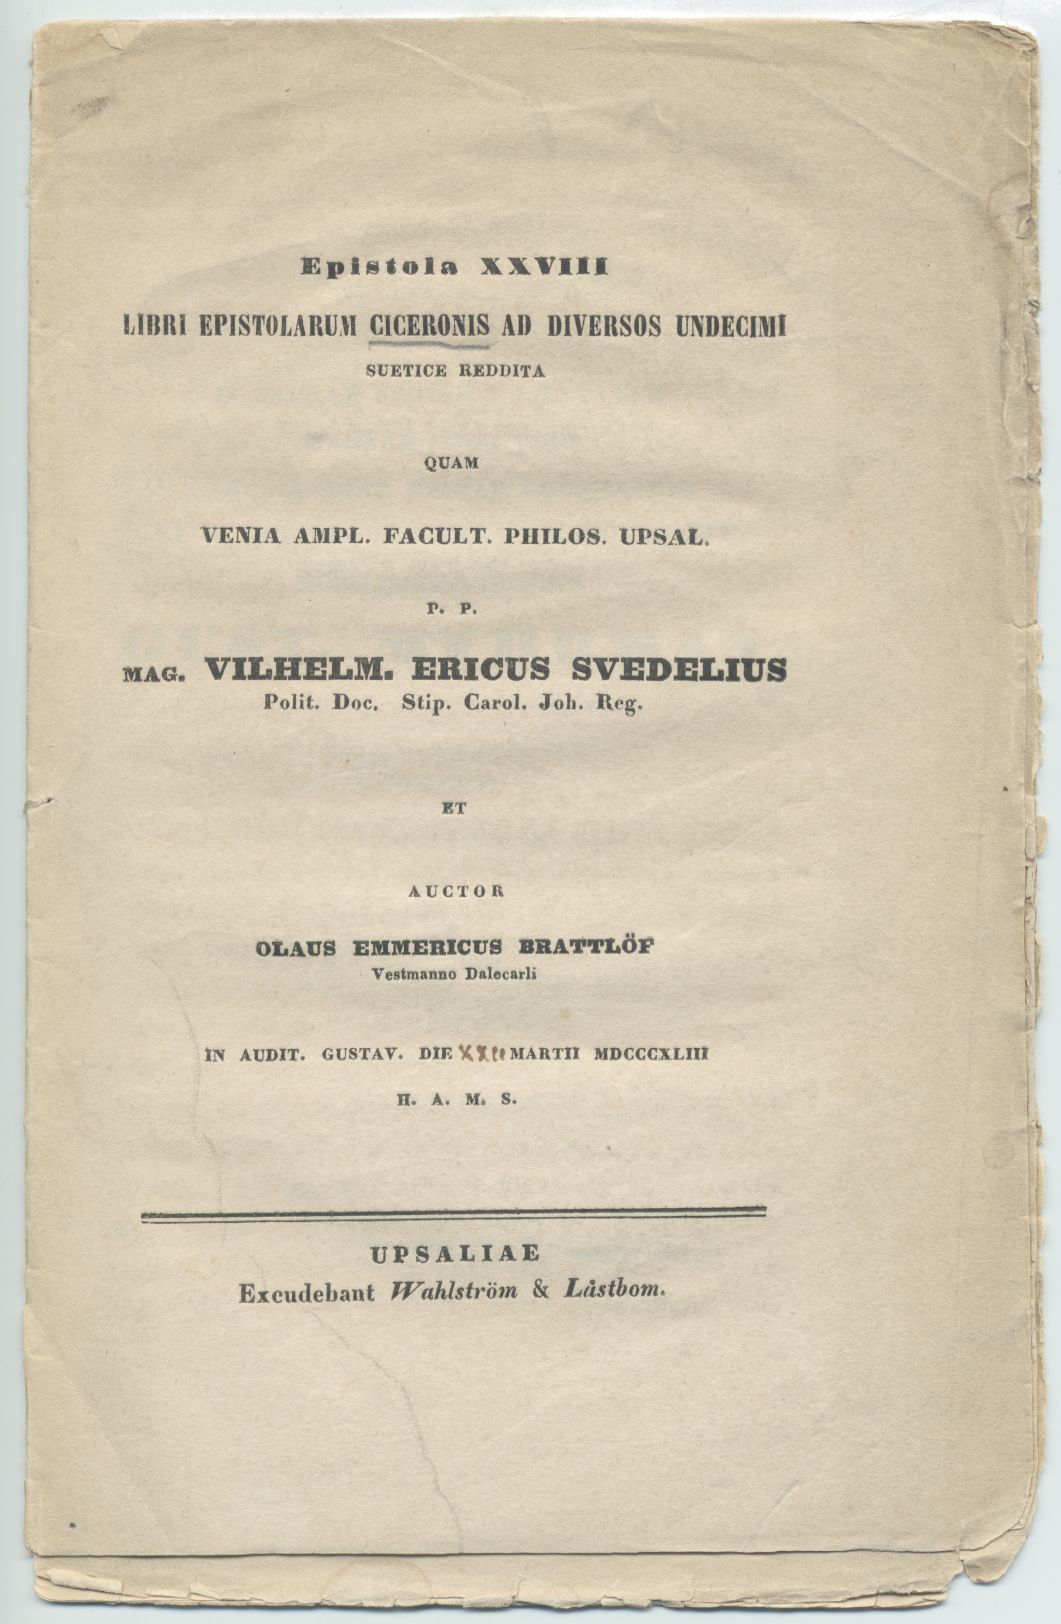 Epistola XXVIII
LIBRI EPISTOLARUM CICERONIS AD DIVERSOS UNDECIMI
SUETICE REDDITA
QUAM
VENIA AMPL. FACULT. PHILOS. UPSAL.
P. P.
MAG. VILHELM. ERICUS SVEDELIUS
Polit. Doc. Stip. Carol. Joh. Reg.
ET
AUCTOR
OLAUS EMMERICUS BRATTLÖF
Vestmanno Dalecarli
IN AUDIT. GUSTAV. DIE MARTII MDCCCXLIII
H. A. M. S.
UPSALIAE
Excudebant Wahlström & Låstbom.